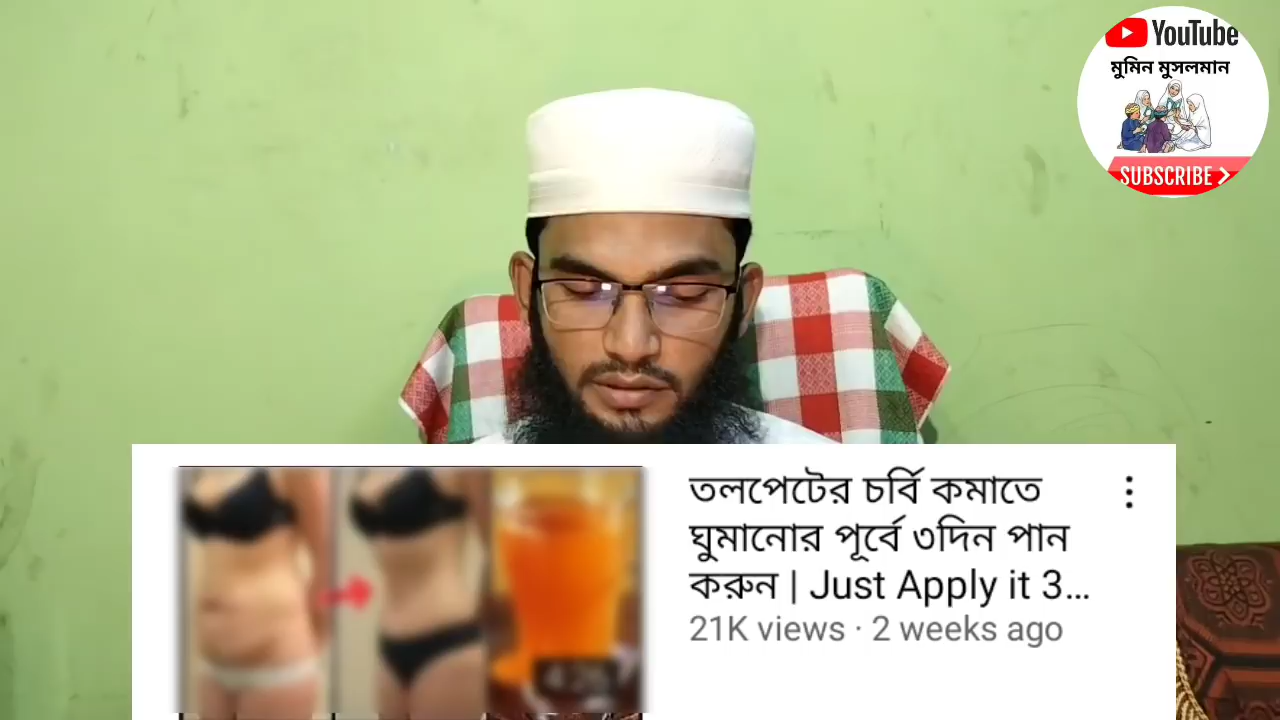 YouTube
মুমিন মুসলমান
SUBSCRIBE
তলপেটের চর্বি কমাতে
ঘুমানোর পূর্বে ৩দিন পান
করুন | Just Apply it 3...
21K views · 2 weeks ago